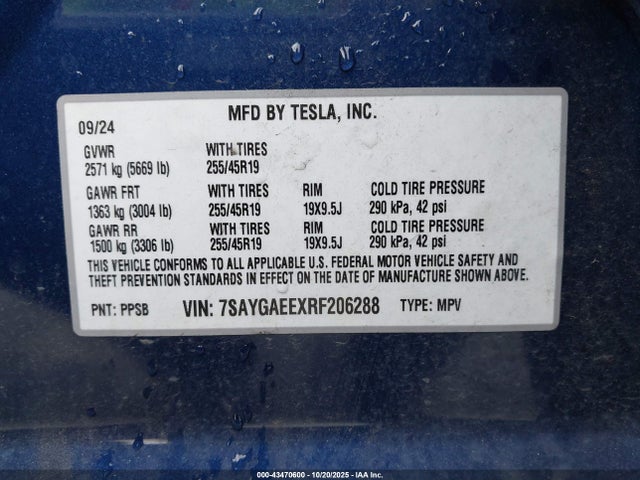 MFD BY TESLA, INC.
09/24
GVWR WITH TIRES
2571 kg (5669 lb) 255/45R19
GAWR FRT WITH TIRES RIM COLD TIRE PRESSURE
1363 kg (3004 lb) 255/45R19 19X9.5J 290 kPa, 42 psi
GAWR RR WITH TIRES RIM COLD TIRE PRESSURE
1500 kg (3306 lb) 255/45R19 19X9.5J 290 kPa, 42 psi
THIS VEHICLE CONFORMS TO ALL APPLICABLE U.S. FEDERAL MOTOR VEHICLE SAFETY AND
THEFT PREVENTION STANDARDS IN EFFECT ON THE DATE OF MANUFACTURE SHOWN ABOVE.
PNT: PPSB VIN: 7SAYGAEEXRF206288 TYPE: MPV
000-43470600 - 10/20/2025 - IAA Inc.